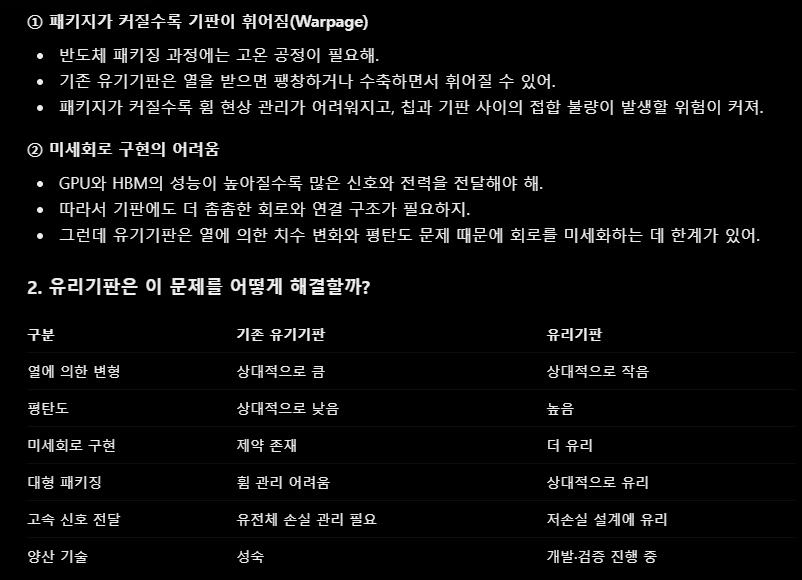 ① 패키지가 커질수록 기판이 휘어짐(Warpage)
• 반도체 패키징 과정에는 고온 공정이 필요해.
• 기존 유기기판은 열을 받으면 팽창하거나 수축하면서 휘어질 수 있어.
• 패키지가 커질수록 휨 현상 관리가 어려워지고, 칩과 기판 사이의 접합 불량이 발생할 위험이 커져.
② 미세회로 구현의 어려움
• GPU와 HBM의 성능이 높아질수록 많은 신호와 전력을 전달해야 해.
• 따라서 기판에도 더 촘촘한 회로와 연결 구조가 필요하지.
• 그런데 유기기판은 열에 의한 치수 변화와 평탄도 문제 때문에 회로를 미세화하는 데 한계가 있어.
2. 유리기판은 이 문제를 어떻게 해결할까?
구분 기존 유기기판 유리기판
열에 의한 변형 상대적으로 큼 상대적으로 작음
평탄도 상대적으로 낮음 높음
미세회로 구현 제약 존재 더 유리
대형 패키징 휨 관리 어려움 상대적으로 유리
고속 신호 전달 유전체 손실 관리 필요 저손실 설계에 유리
양산 기술 성숙 개발·검증 진행 중